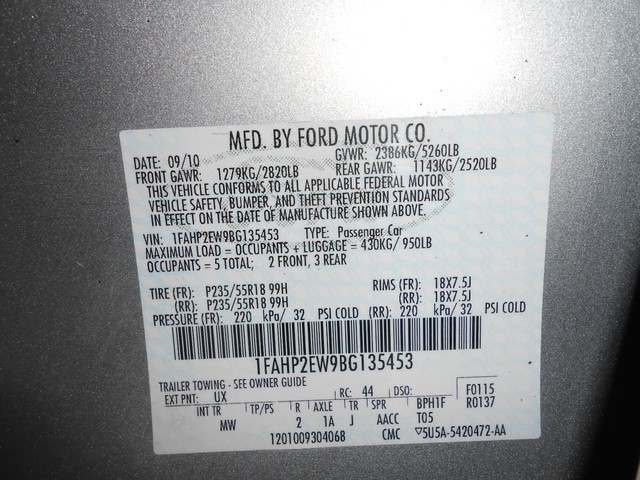 MFD. BY FORD MOTOR CO.
DATE: 09/10 GVWR: 2386KG/5260LB
FRONT GAWR: 1279KG/2820LB REAR GAWR: 1143KG/2520LB
THIS VEHICLE CONFORMS TO ALL APPLICABLE FEDERAL MOTOR
VEHICLE SAFETY, BUMPER, AND THEFT PREVENTION STANDARDS
IN EFFECT ON THE DATE OF MANUFACTURE SHOWN ABOVE.
VIN: 1FAHP2EW9BG135453 TYPE: Passenger Car
MAXIMUM LOAD = OCCUPANTS + LUGGAGE = 430KG/950LB
OCCUPANTS = 5 TOTAL; 2 FRONT, 3 REAR
TIRE (FR): P235/55R18 99H RIMS (FR): 18X7.5J
(RR): P235/55R18 99H (RR): 18X7.5J
PRESSURE (FR): 220 kPa/ 32 PSI COLD (RR): 220 kPa/ 32 PSI COLD
1FAHP2EW9BG135453
TRAILER TOWING - SEE OWNER GUIDE
EXT PNT: UX RC: 44 DSO: F0115
INT TR TP/PS R AXLE TR SPR BPH1F R0137
MW 2 1A J AACC T05
120100930406B CMC ▽5U5A-5420472-AA